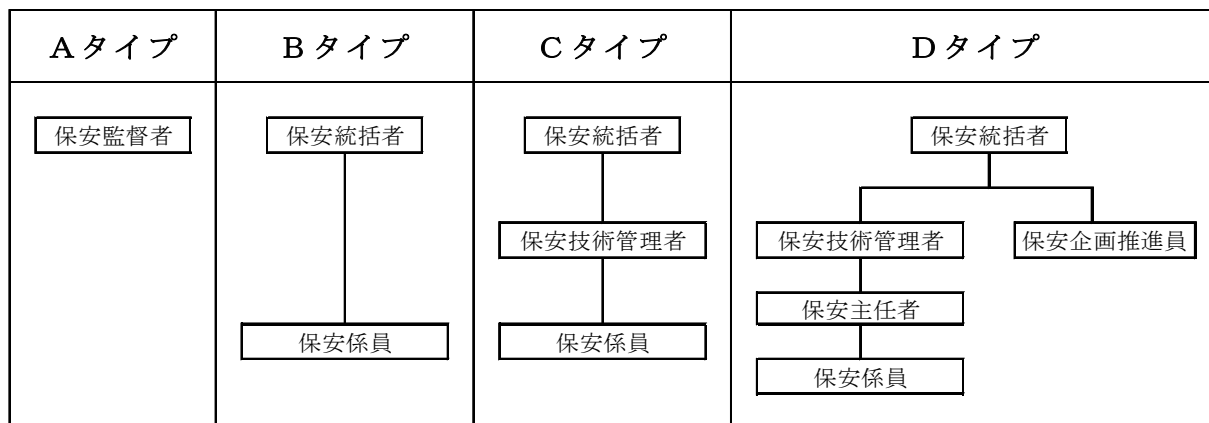 Aタイプ
Bタイプ
Cタイプ
Dタイプ
保安監督者
保安統括者
保安係員
保安統括者
保安技術管理者
保安係員
保安統括者
保安技術管理者
保安企画推進員
保安主任者
保安係員